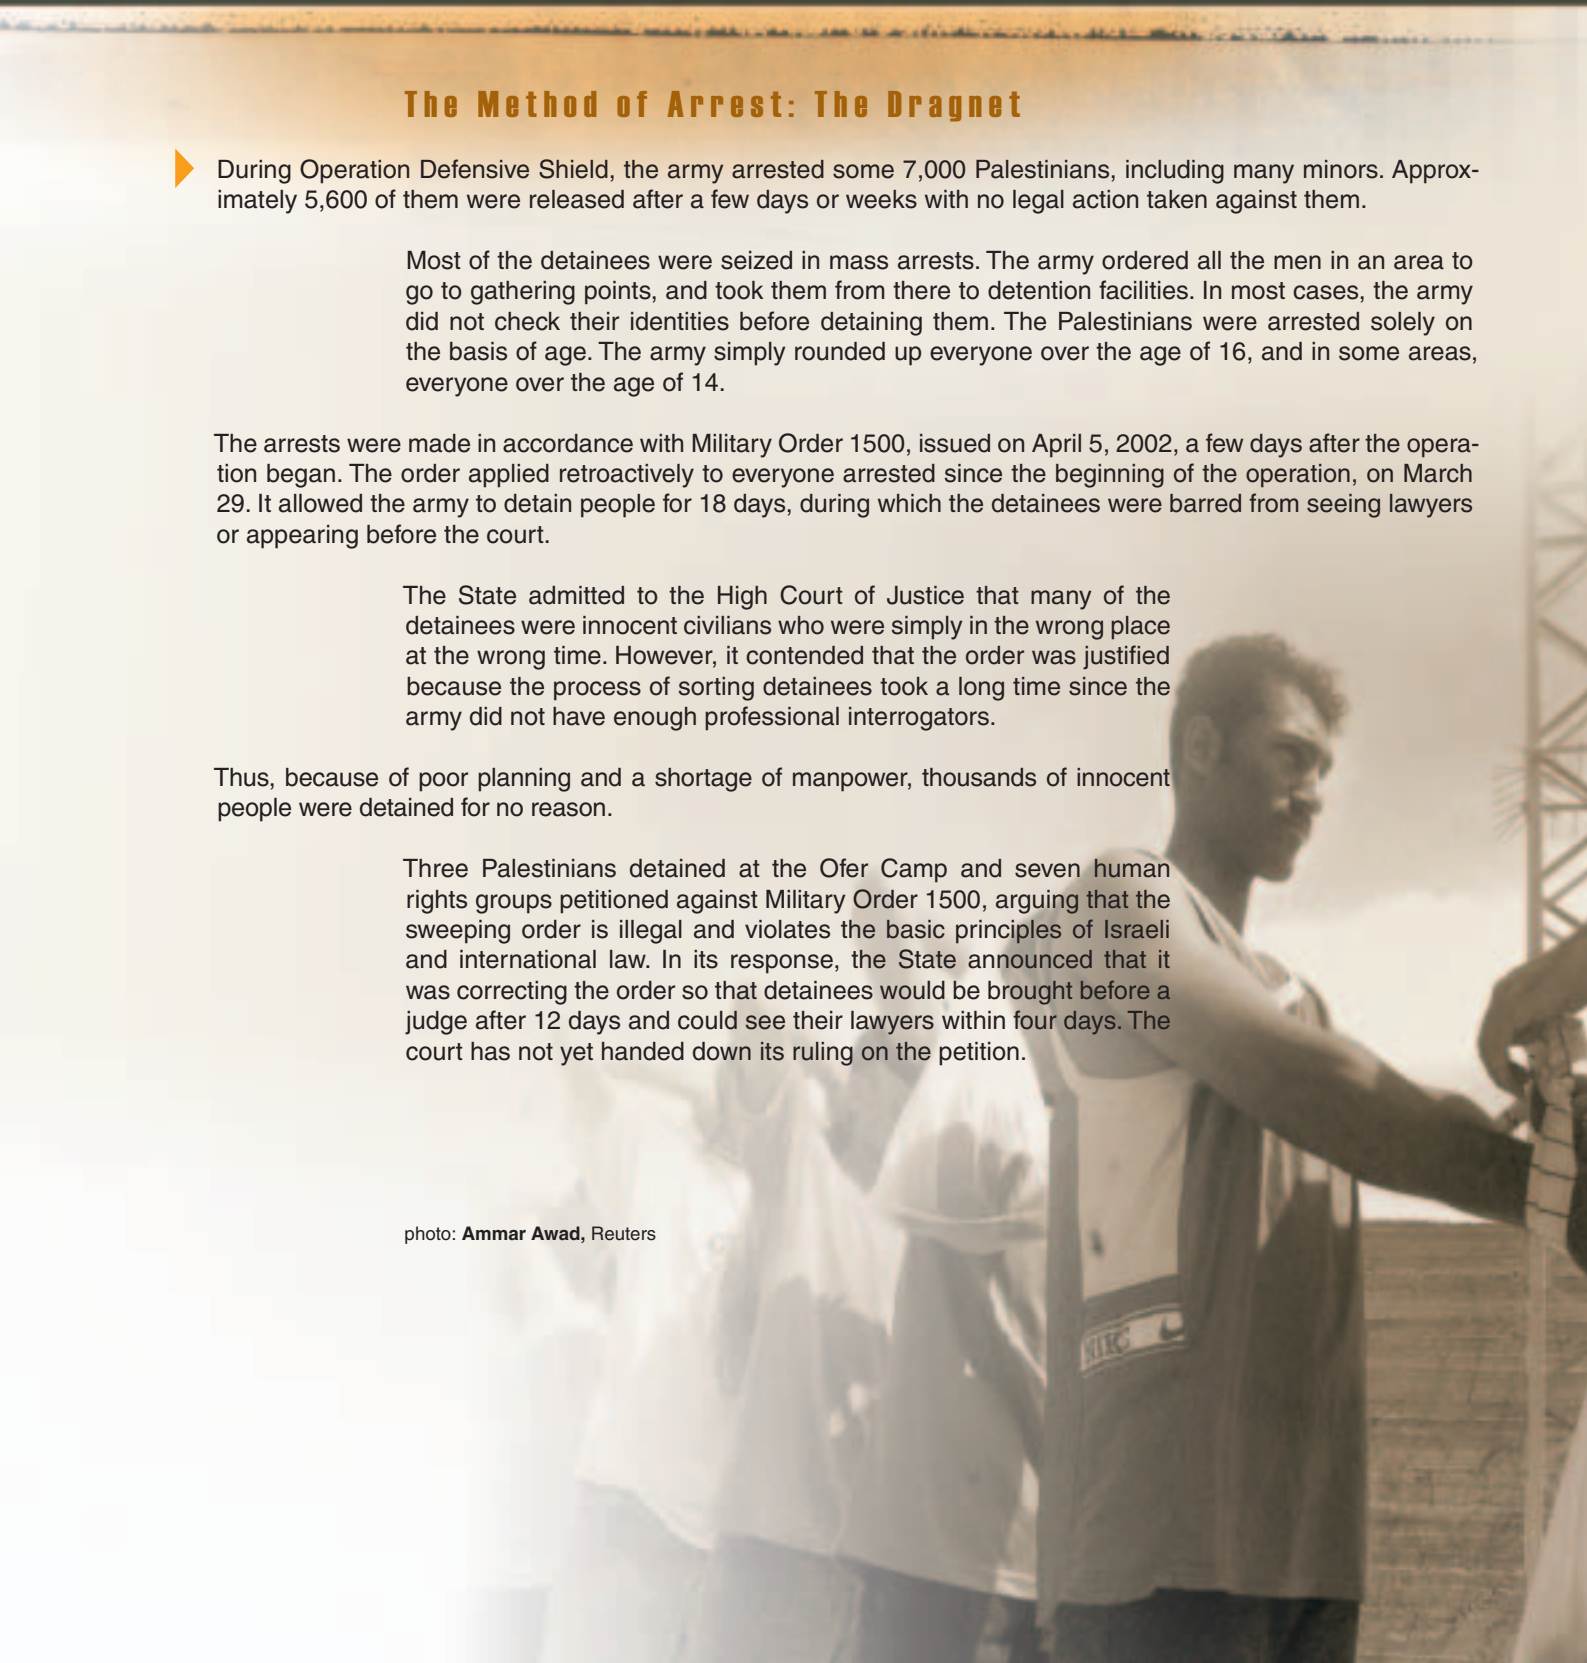 The Method of Arrest: The Dragnet
During Operation Defensive Shield, the army arrested some 7,000 Palestinians, including many minors. Approx-
imately 5,600 of them were released after a few days or weeks with no legal action taken against them.
Most of the detainees were seized in mass arrests. The army ordered all the men in an area to
go to gathering points, and took them from there to detention facilities. In most cases, the army
did not check their identities before detaining them. The Palestinians were arrested solely on
the basis of age. The army simply rounded up everyone over the age of 16, and in some areas,
everyone over the age of 14.
The arrests were made in accordance with Military Order 1500, issued on April 5, 2002, a few days after the opera-
tion began. The order applied retroactively to everyone arrested since the beginning of the operation, on March
29. It allowed the army to detain people for 18 days, during which the detainees were barred from seeing lawyers
or appearing before the court.
The State admitted to the High Court of Justice that many of the
detainees were innocent civilians who were simply in the wrong place
at the wrong time. However, it contended that the order was justified
because the process of sorting detainees took a long time since the
army did not have enough professional interrogators.
Thus, because of poor planning and a shortage of manpower, thousands of innocent
people were detained for no reason.
Three Palestinians detained at the Ofer Camp and seven human
rights groups petitioned against Military Order 1500, arguing that the
sweeping order is illegal and violates the basic principles of Israeli
and international law. In its response, the State announced that it
was correcting the order so that detainees would be brought before a
judge after 12 days and could see their lawyers within four days. The
court has not yet handed down its ruling on the petition.
photo: Ammar Awad, Reuters
NIKE